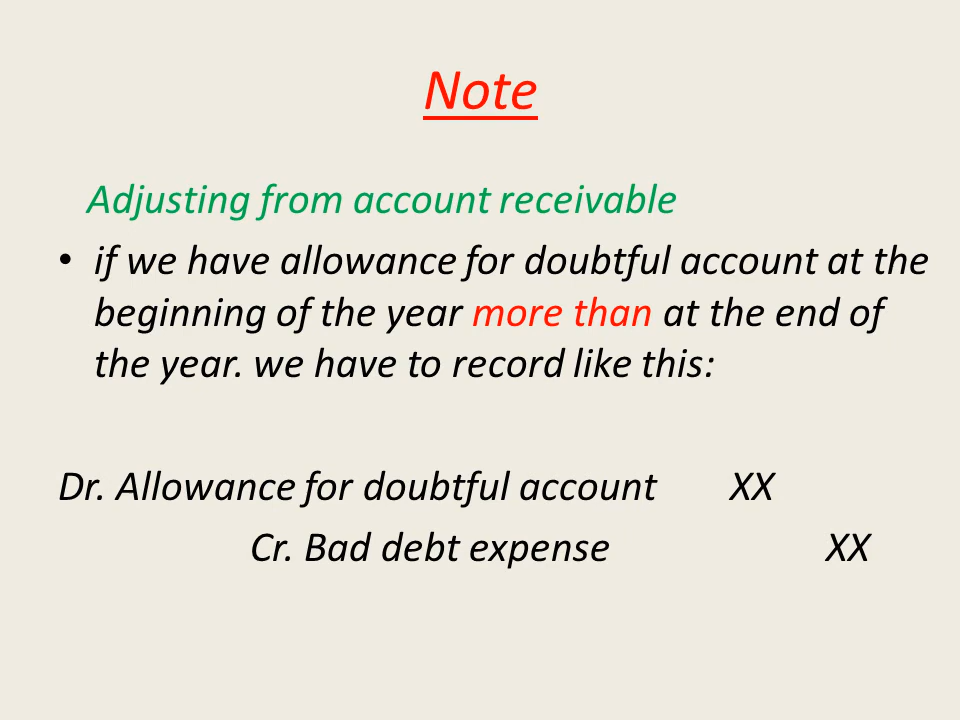 Note
Adjusting from account receivable
• if we have allowance for doubtful account at the
beginning of the year more than at the end of
the year. we have to record like this:
Dr. Allowance for doubtful account XX
Cr. Bad debt expense XX